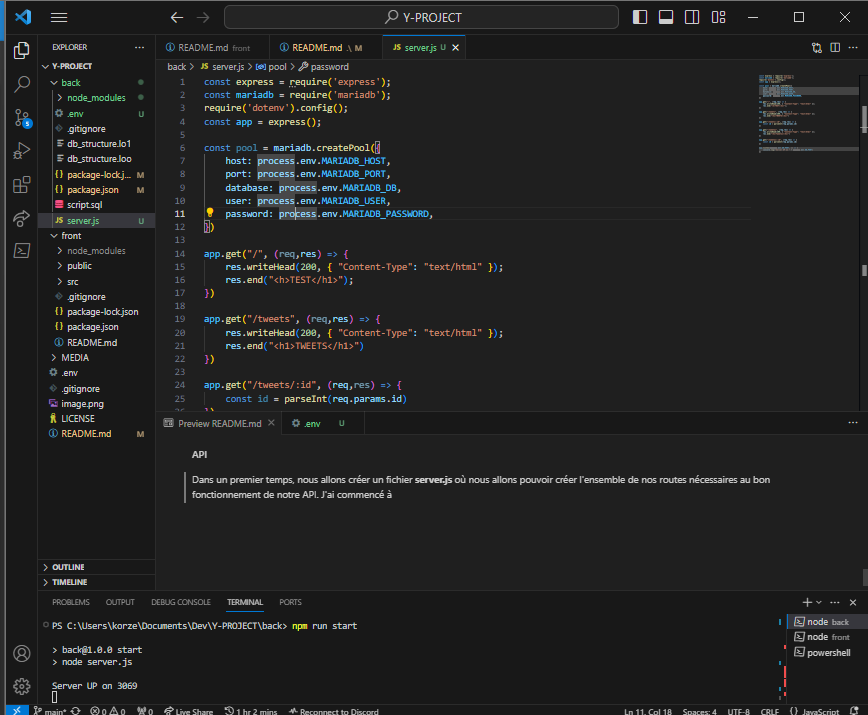 Y-PROJECT
EXPLORER
README.md front
README.md .\ M
server.js U
Y-PROJECT
back > JS server.js > pool > password
back
node_modules
.env U
.gitignore
db_structure.lo1
db_structure.loo
package-lock.j... M
package.json M
script.sql
JS server.js U
front
node_modules
public
src
.gitignore
package-lock.json
package.json
README.md
MEDIA
.env
.gitignore
image.png
LICENSE
README.md M
OUTLINE
TIMELINE
1 const express = require('express');
2 const mariadb = require('mariadb');
3 require('dotenv').config();
4 const app = express();
5
6 const pool = mariadb.createPool({
7 host: process.env.MARIADB_HOST,
8 port: process.env.MARIADB_PORT,
9 database: process.env.MARIADB_DB,
10 user: process.env.MARIADB_USER,
11 password: process.env.MARIADB_PASSWORD,
12 })
13
14 app.get("/", (req,res) => {
15 res.writeHead(200, { "Content-Type": "text/html" });
16 res.end("<h>TEST</h1>");
17 })
18
19 app.get("/tweets", (req,res) => {
20 res.writeHead(200, { "Content-Type": "text/html" });
21 res.end("<h1>TWEETS</h1>")
22 })
23
24 app.get("/tweets/:id", (req,res) => {
25 const id = parseInt(req.params.id)
26 })
Preview README.md
.env U
API
Dans un premier temps, nous allons créer un fichier server.js où nous allons pouvoir créer l'ensemble de nos routes nécessaires au bon
fonctionnement de notre API. J'ai commencé à
PROBLEMS OUTPUT DEBUG CONSOLE TERMINAL PORTS
PS C:\Users\korze\Documents\Dev\Y-PROJECT\back> npm run start
> back@1.0.0 start
> node server.js
Server UP on 3069
node back
node front
powershell
main* 0 0 0 Live Share 1 hr 2 mins Reconnect to Discord Ln 11, Col 18 Spaces: 4 UTF-8 CRLF {} JavaScript